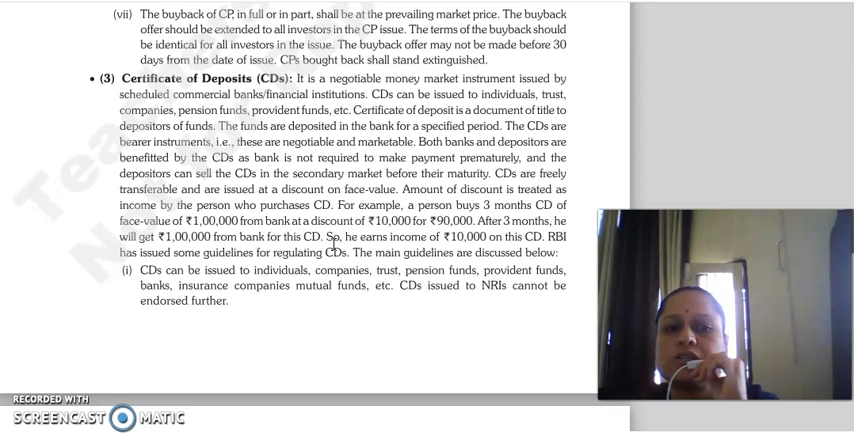 (vii) The buyback of CP, in full or in part, shall be at the prevailing market price. The buyback
offer should be extended to all investors in the CP issue. The terms of the buyback should
be identical for all investors in the issue. The buyback offer may not be made before 30
days from the date of issue. CPs bought back shall stand extinguished.
• (3) Certificate of Deposits (CDs): It is a negotiable money market instrument issued by
scheduled commercial banks/financial institutions. CDs can be issued to individuals, trust,
companies, pension funds, provident funds, etc. Certificate of deposit is a document of title to
depositors of funds. The funds are deposited in the bank for a specified period. The CDs are
bearer instruments, i.e., these are negotiable and marketable. Both banks and depositors are
benefitted by the CDs as bank is not required to make payment prematurely, and the
depositors can sell the CDs in the secondary market before their maturity. CDs are freely
transferable and are issued at a discount on face-value. Amount of discount is treated as
income by the person who purchases CD. For example, a person buys 3 months CD of
face-value of ₹1,00,000 from bank at a discount of ₹10,000 for ₹90,000. After 3 months, he
will get ₹1,00,000 from bank for this CD. So, he earns income of ₹10,000 on this CD. RBI
has issued some guidelines for regulating CDs. The main guidelines are discussed below:
(i) CDs can be issued to individuals, companies, trust, pension funds, provident funds,
banks, insurance companies mutual funds, etc. CDs issued to NRIs cannot be
endorsed further.
RECORDED WITH
SCREENCAST MATIC